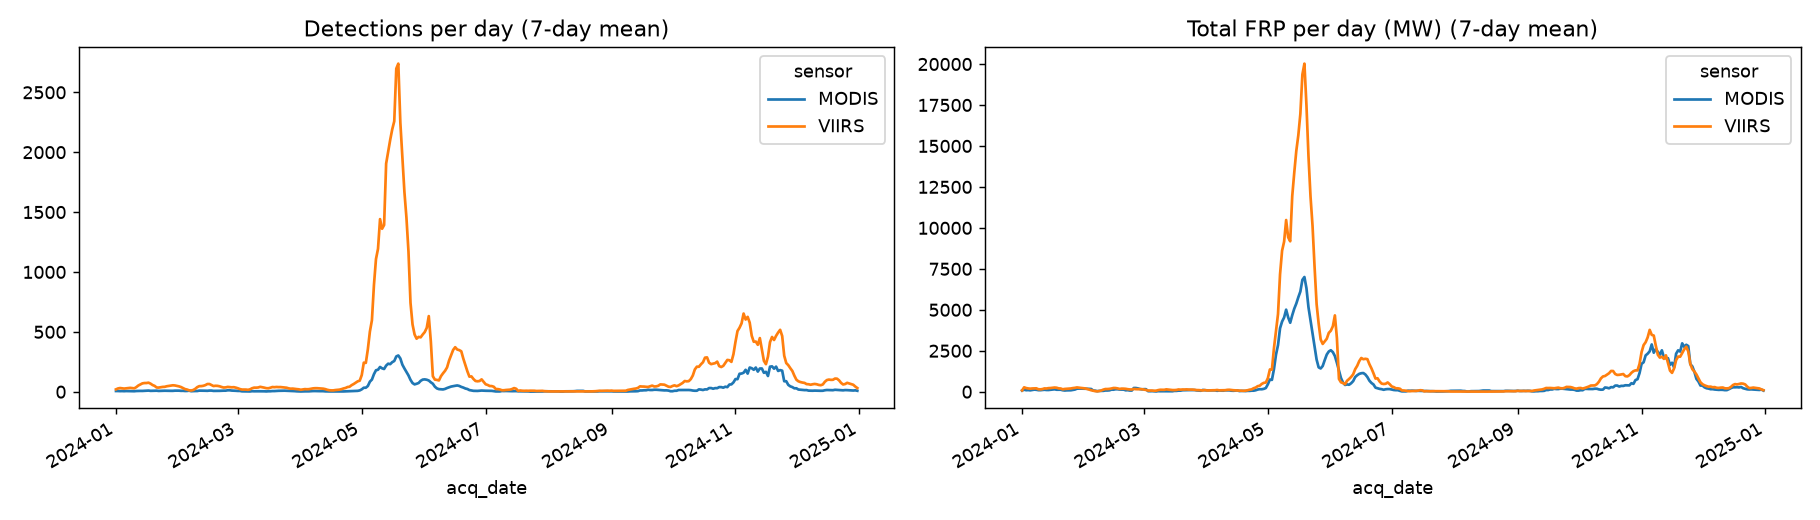 Detections per day (7-day mean)
2500
2000
1500
1000
500
0
sensor
MODIS
VIIRS
2024-01
2024-03
2024-05
2024-07
2024-09
2024-11
2025-01
acq_date
Total FRP per day (MW) (7-day mean)
20000
17500
15000
12500
10000
7500
5000
2500
0
sensor
MODIS
VIIRS
2024-01
2024-03
2024-05
2024-07
2024-09
2024-11
2025-01
acq_date